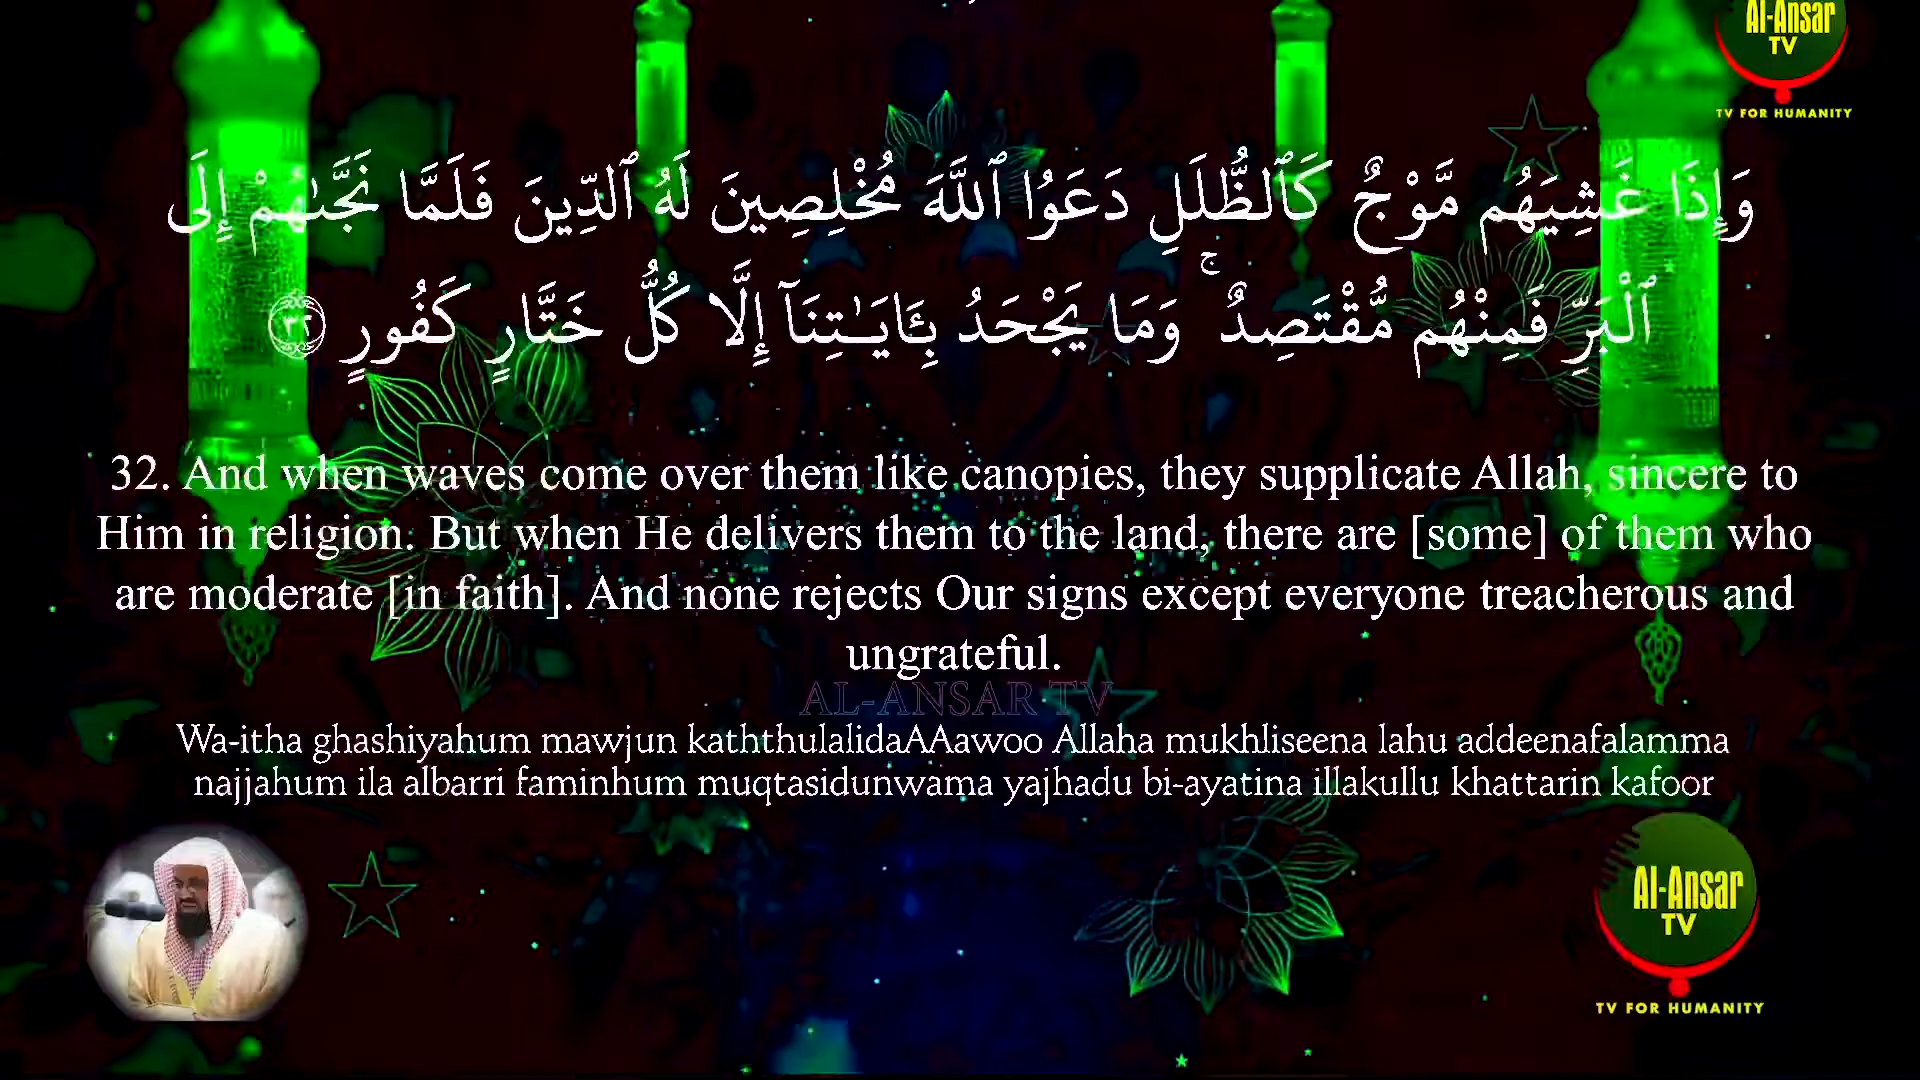 Al-Ansar
TV
TV FOR HUMANITY
وَإِذَا غَشِيَهُم مَّوْجٌ كَٱلظُّلَلِ دَعَوُا ٱللَّهَ مُخْلِصِينَ لَهُ ٱلدِّينَ فَلَمَّا نَجَّىٰهُمْ إِلَى
ٱلْبَرِّ فَمِنْهُم مُّقْتَصِدٌ ۚ وَمَا يَجْحَدُ بِـَٔايَـٰتِنَآ إِلَّا كُلُّ خَتَّارٍ كَفُورٍ ٣٢
32. And when waves come over them like canopies, they supplicate Allah, sincere to
Him in religion. But when He delivers them to the land, there are [some] of them who
are moderate [in faith]. And none rejects Our signs except everyone treacherous and
ungrateful.
AL-ANSAR TV
Wa-itha ghashiyahum mawjun kaththulalidaAAawoo Allaha mukhliseena lahu addeenafalamma
najjahum ila albarri faminhum muqtasidunwama yajhadu bi-ayatina illakullu khattarin kafoor
Al-Ansar
TV
TV FOR HUMANITY